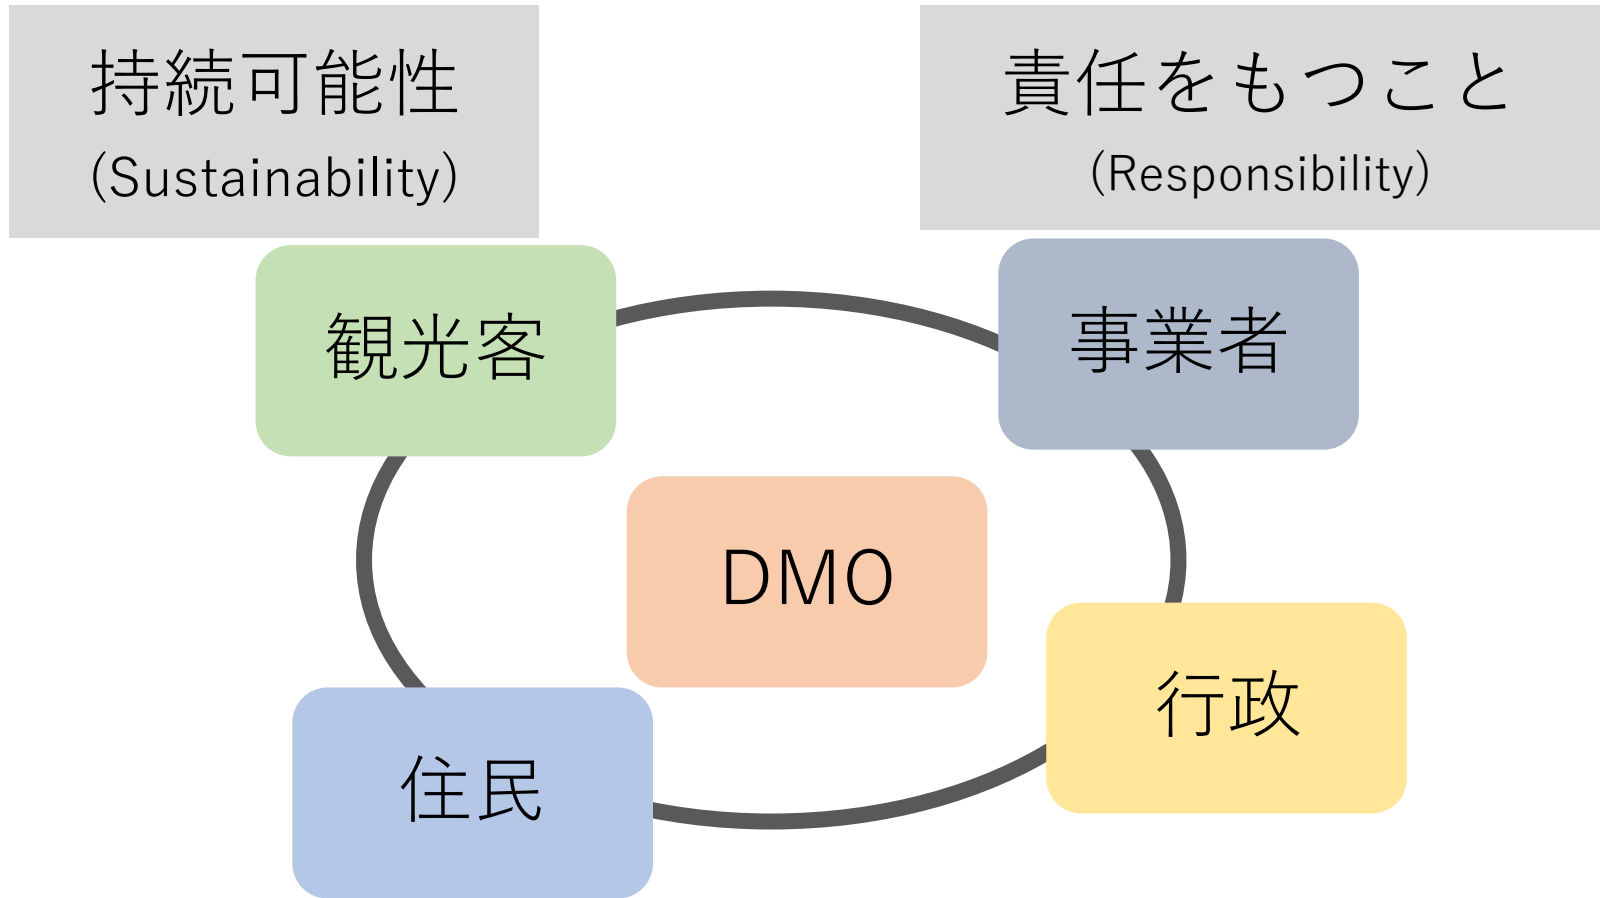 持続可能性
(Sustainability)
責任をもつこと
(Responsibility)
観光客
事業者
DMO
行政
住民